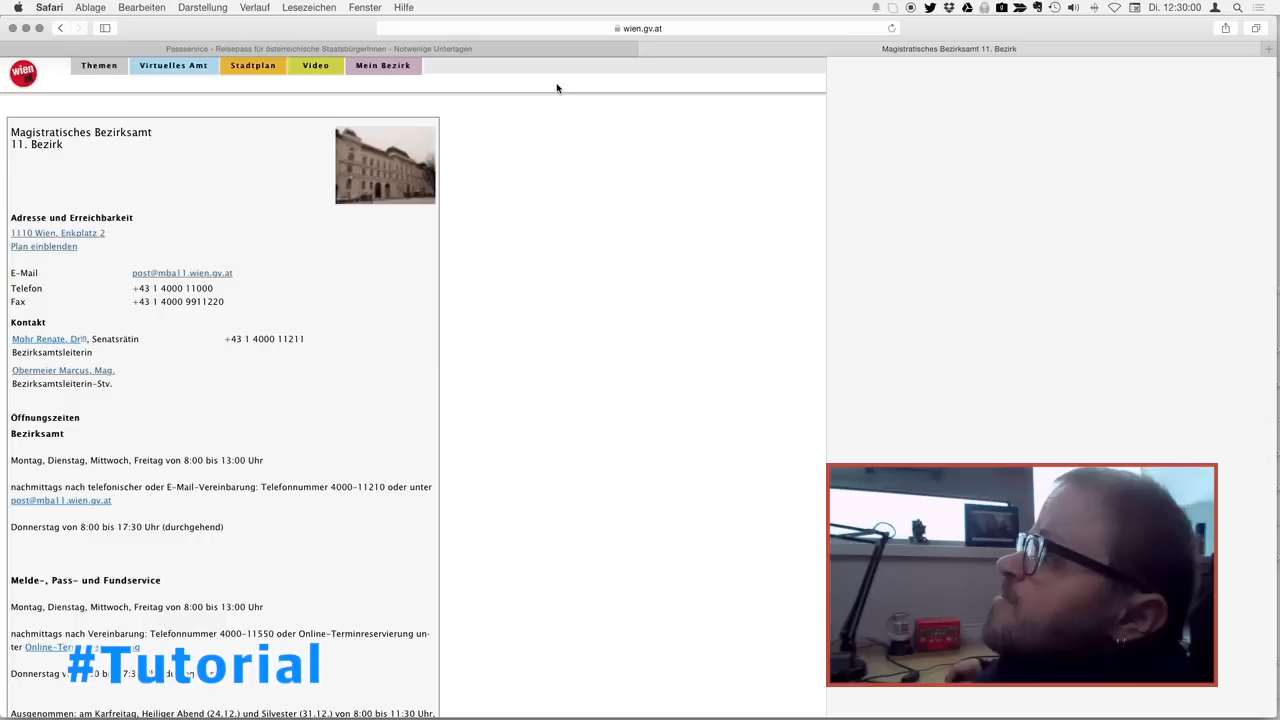 Safari Ablage Bearbeiten Darstellung Verlauf Lesezeichen Fenster Hilfe Di. 12:30:00
wien.gv.at
Passservice - Reisepass für österreichische StaatsbürgerInnen - Notwenige Unterlagen
Magistratisches Bezirksamt 11. Bezirk
wien
Themen Virtuelles Amt Stadtplan Video Mein Bezirk
Magistratisches Bezirksamt
11. Bezirk
Adresse und Erreichbarkeit
1110 Wien, Enkplatz 2
Plan einblenden
E-Mail post@mba11.wien.gv.at
Telefon +43 1 4000 11000
Fax +43 1 4000 9911220
Kontakt
Mohr Renate, Drin, Senatsrätin +43 1 4000 11211
Bezirksamtsleiterin
Obermeier Marcus, Mag.
Bezirksamtsleiterin-Stv.
Öffnungszeiten
Bezirksamt
Montag, Dienstag, Mittwoch, Freitag von 8:00 bis 13:00 Uhr
nachmittags nach telefonischer oder E-Mail-Vereinbarung: Telefonnummer 4000-11210 oder unter
post@mba11.wien.gv.at
Donnerstag von 8:00 bis 17:30 Uhr (durchgehend)
Melde-, Pass- und Fundservice
Montag, Dienstag, Mittwoch, Freitag von 8:00 bis 13:00 Uhr
nachmittags nach Vereinbarung: Telefonnummer 4000-11550 oder Online-Terminreservierung un-
ter
#Tutorial
Donnerstag
Ausgenommen: am Karfreitag, Heiliger Abend (24.12.) und Silvester (31.12.) von 8:00 bis 11:30 Uhr,